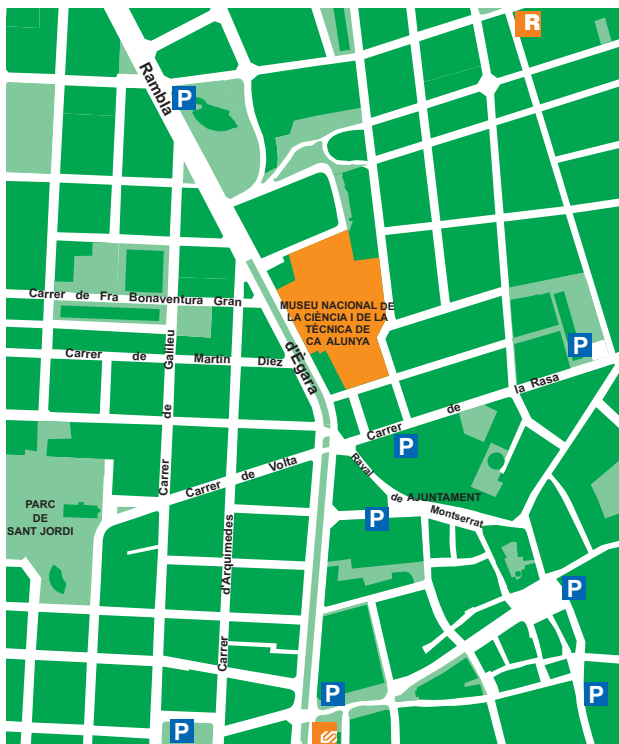 R
Rambla
P
Carrer de Fra Bonaventura Gran
MUSEU NACIONAL DE
LA CIÈNCIA I DE LA
TÈCNICA DE
CA ALUNYA
P
Carrer de Martín Diez
d'Ègara
Carrer de Galileu
Carrer de la Rasa
P
Carrer de Volta
Raval de Montserrat
AJUNTAMENT
PARC
DE
SANT JORDI
P
Carrer d'Arquimedes
P
P
P
P